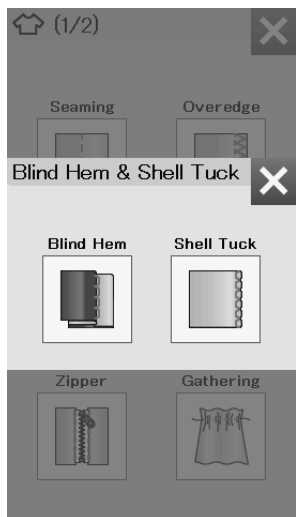 (1/2)
Seaming Overedge
Blind Hem & Shell Tuck
Blind Hem Shell Tuck
Zipper Gathering